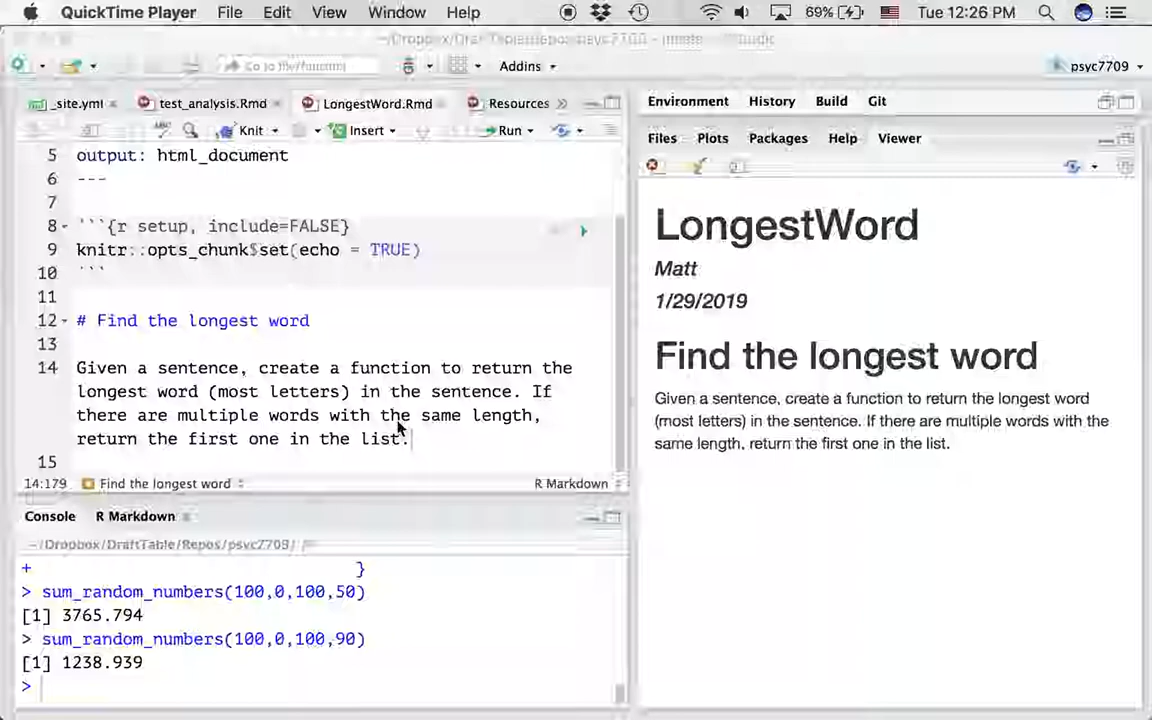 QuickTime Player File Edit View Window Help 69% Tue 12:26 PM
Go to file/function Addins psyc7709
_site.yml test_analysis.Rmd LongestWord.Rmd Resources
Knit Insert Run
5 output: html_document
6 ---
7
8 ```{r setup, include=FALSE}
9 knitr::opts_chunk$set(echo = TRUE)
10 ```
11
12 # Find the longest word
13
14 Given a sentence, create a function to return the
longest word (most letters) in the sentence. If
there are multiple words with the same length,
return the first one in the list.
15
14:179 Find the longest word R Markdown
Console R Markdown
~/Dropbox/DraftTable/Repos/psyc7709/
+ }
> sum_random_numbers(100,0,100,50)
[1] 3765.794
> sum_random_numbers(100,0,100,90)
[1] 1238.939
>
Environment History Build Git
Files Plots Packages Help Viewer
LongestWord
Matt
1/29/2019
Find the longest word
Given a sentence, create a function to return the longest word
(most letters) in the sentence. If there are multiple words with the
same length, return the first one in the list.